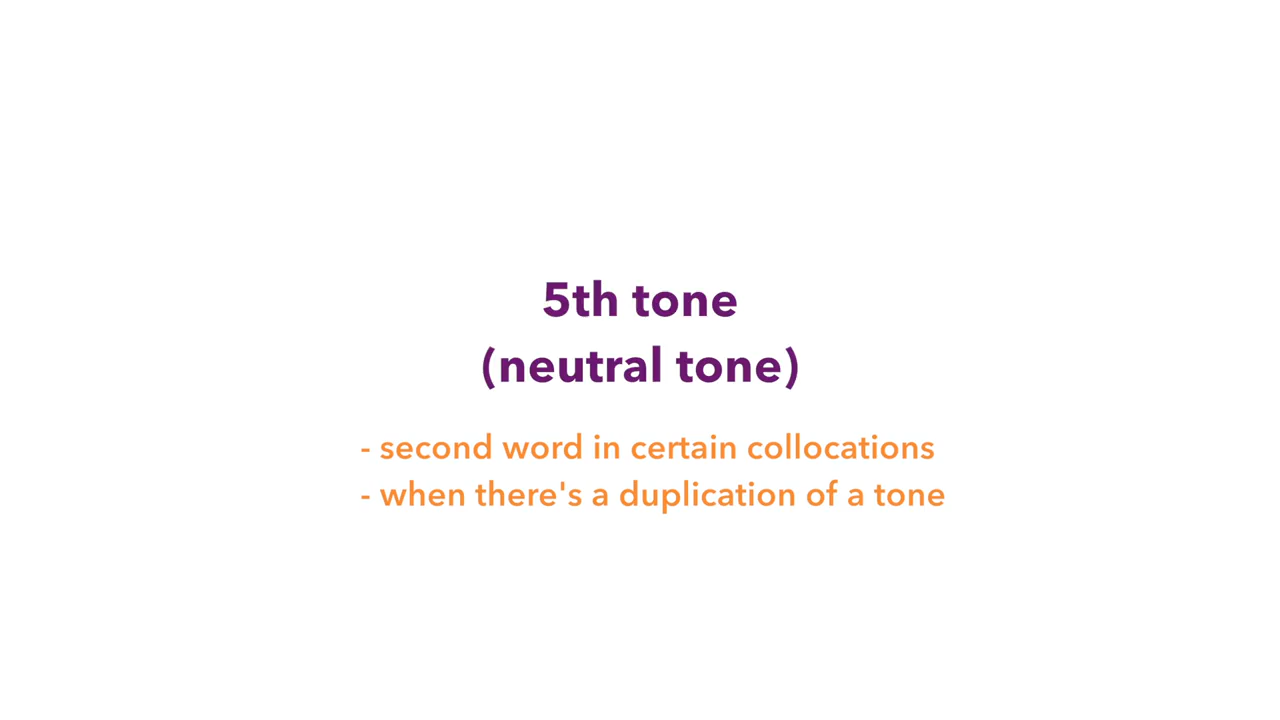 5th tone
(neutral tone)
- second word in certain collocations
- when there's a duplication of a tone